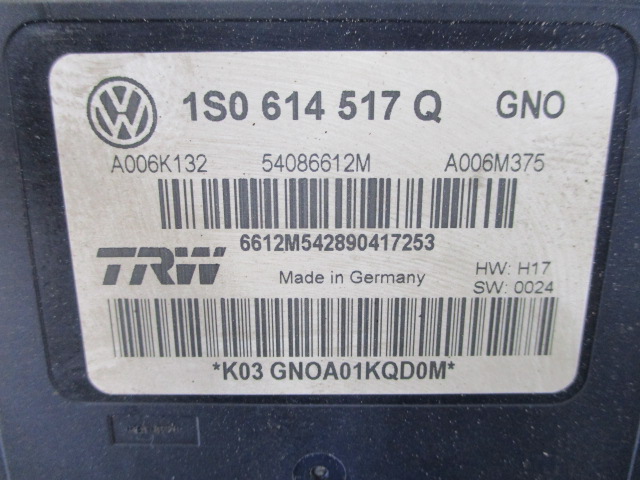 1S0 614 517 Q GNO
A006K132 54086612M A006M375
6612M542890417253
TRW Made in Germany HW: H17
SW: 0024
*K03 GNOA01KQD0M*